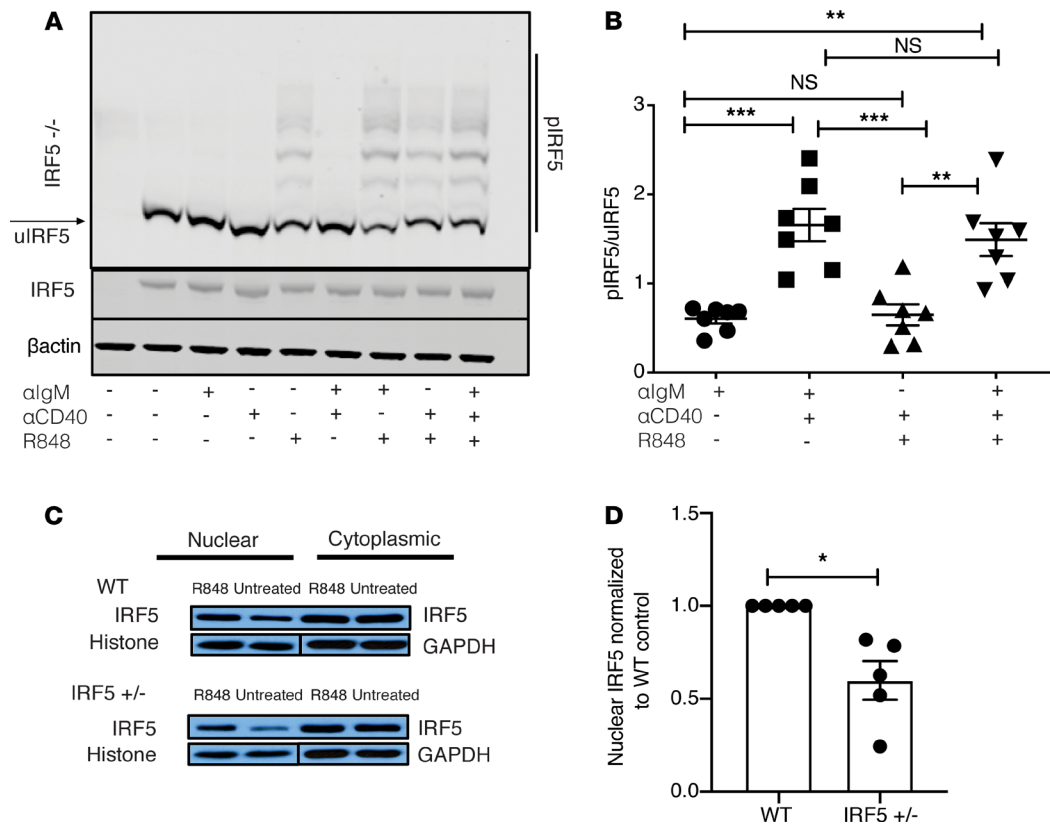 A
IRF5 -/-
uIRF5
pIRF5
IRF5
βactin
αIgM - - + - - + + - +
αCD40 - - - + - + - + +
R848 - - - - + - + + +
B
**
NS
NS
*** ***
**
pIRF5/uIRF5
3
2
1
0
αIgM + + - +
αCD40 - + + +
R848 - - + +
C
Nuclear Cytoplasmic
WT R848 Untreated R848 Untreated
IRF5 IRF5
Histone GAPDH
IRF5 +/- R848 Untreated R848 Untreated
IRF5 IRF5
Histone GAPDH
D
Nuclear IRF5 normalized
to WT control
1.5
1.0
0.5
0.0
*
WT IRF5 +/-